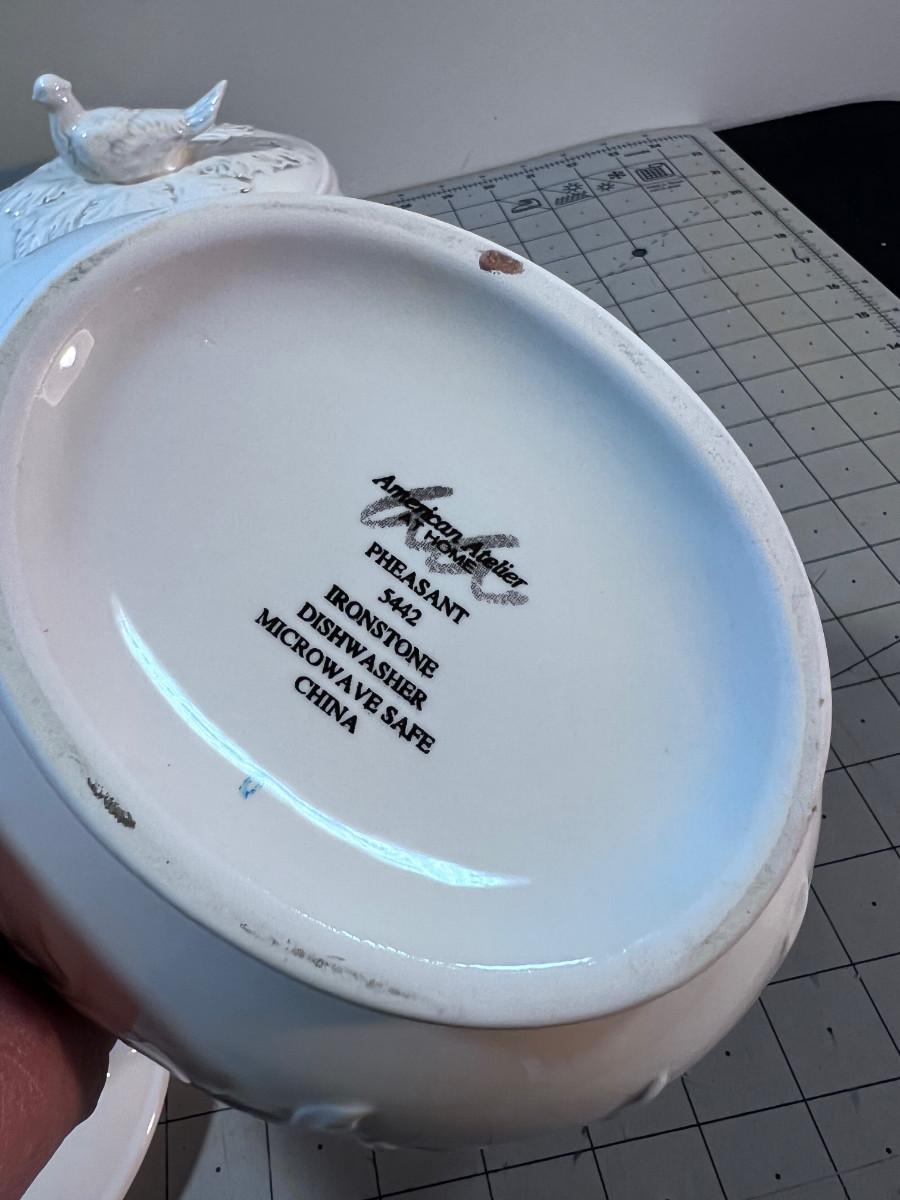 American Atelier
AT HOME
PHEASANT
5442
IRONSTONE
DISHWASHER
MICROWAVE SAFE
CHINA